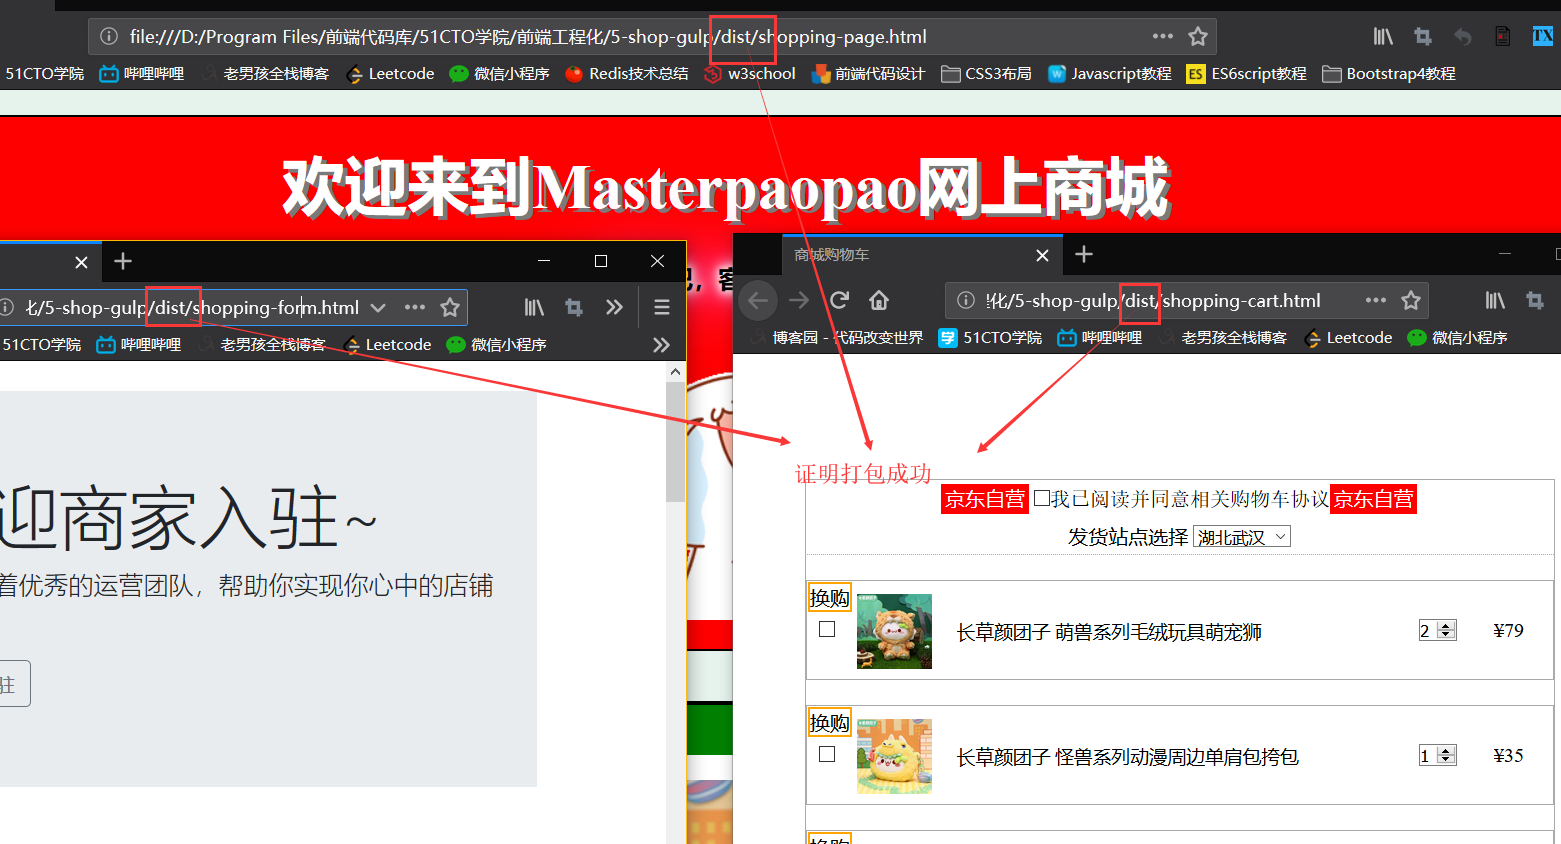 file:///D:/Program Files/前端代码库/51CTO学院/前端工程化/5-shop-gulp/dist/shopping-page.html
TX
51CTO学院 哔哩哔哩 老男孩全栈博客 Leetcode 微信小程序 Redis技术总结 w3school 前端代码设计 CSS3布局 Javascript教程 ES ES6script教程 Bootstrap4教程
欢迎来到Masterpaopao网上商城
/5-shop-gulp/dist/shopping-form.html
51CTO学院 哔哩哔哩 老男孩全栈博客 Leetcode 微信小程序
迎商家入驻~
着优秀的运营团队，帮助你实现你心中的店铺
驻
商城购物车
化/5-shop-gulp/dist/shopping-cart.html
博客园 - 代码改变世界 学 51CTO学院 哔哩哔哩 老男孩全栈博客 Leetcode 微信小程序
证明打包成功
京东自营 我已阅读并同意相关购物车协议 京东自营
发货站点选择 湖北武汉
换购
长草颜团子 萌兽系列毛绒玩具萌宠狮 2 ¥79
换购
长草颜团子 怪兽系列动漫周边单肩包挎包 1 ¥35
换购